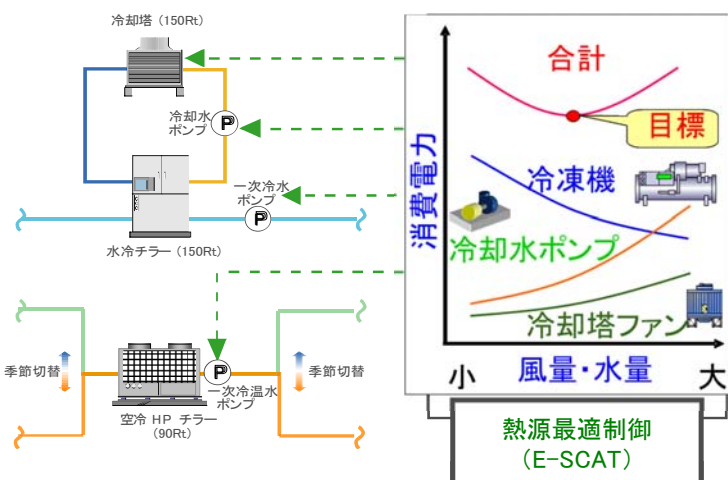 冷却塔（150Rt）
冷却水
ポンプ
P
一次冷水
ポンプ
P
水冷チラー（150Rt）
季節切替
季節切替
P
一次冷温水
ポンプ
空冷 HP チラー
（90Rt）
消費電力
合計
目標
冷凍機
冷却水ポンプ
冷却塔ファン
小
風量・水量
大
熱源最適制御
（E-SCAT）